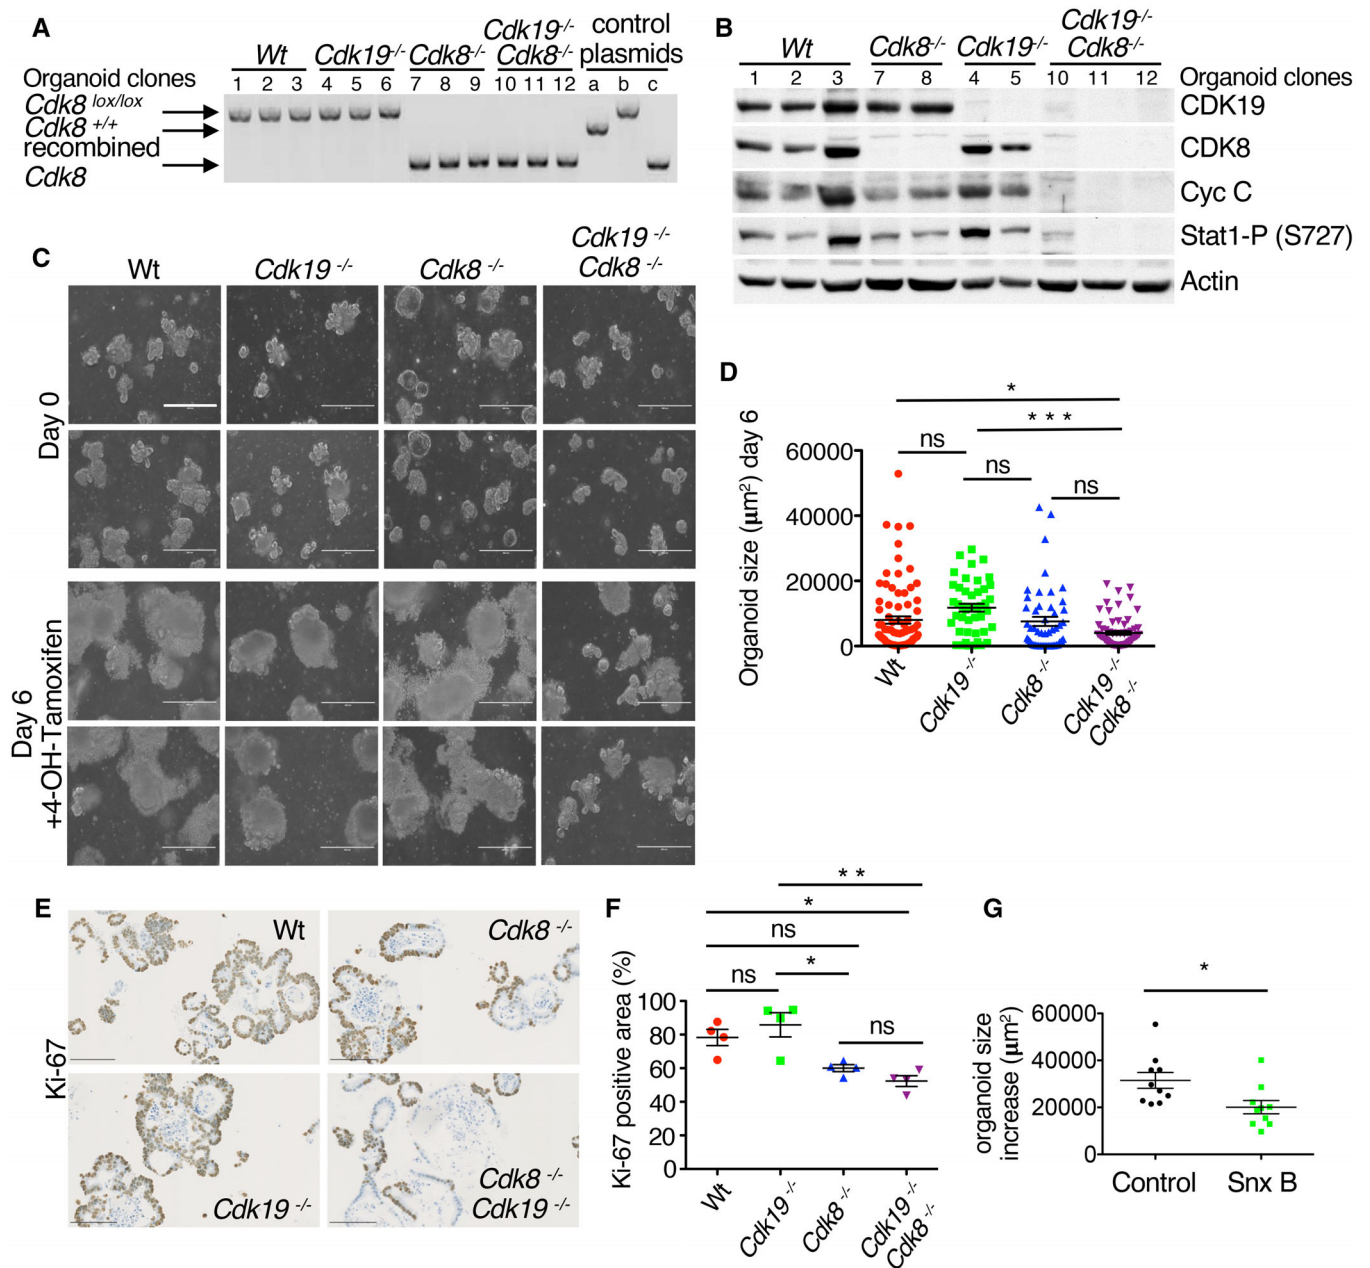 A
Wt Cdk19-/- Cdk8-/- Cdk19-/- Cdk8-/- control plasmids
Organoid clones 1 2 3 4 5 6 7 8 9 10 11 12 a b c
Cdk8 lox/lox
Cdk8 +/+
recombined
Cdk8
B
Wt Cdk8-/- Cdk19-/- Cdk19-/- Cdk8-/-
1 2 3 7 8 4 5 10 11 12 Organoid clones
CDK19
CDK8
Cyc C
Stat1-P (S727)
Actin
C
Wt Cdk19 -/- Cdk8 -/- Cdk19 -/- Cdk8 -/-
Day 0
Day 6
+4-OH-Tamoxifen
D
*
* * *
ns
ns
ns
Organoid size (µm²) day 6
60000
40000
20000
0
Wt
Cdk19 -/-
Cdk8 -/-
Cdk19 -/-
Cdk8 -/-
E
Ki-67
Wt
Cdk8 -/-
Cdk19 -/-
Cdk8 -/-
Cdk19 -/-
F
* *
*
ns
ns *
ns
Ki-67 positive area (%)
100
80
60
40
20
0
Wt
Cdk19 -/-
Cdk8 -/-
Cdk19 -/-
Cdk8 -/-
G
*
organoid size
increase (µm²)
60000
40000
20000
0
Control Snx B